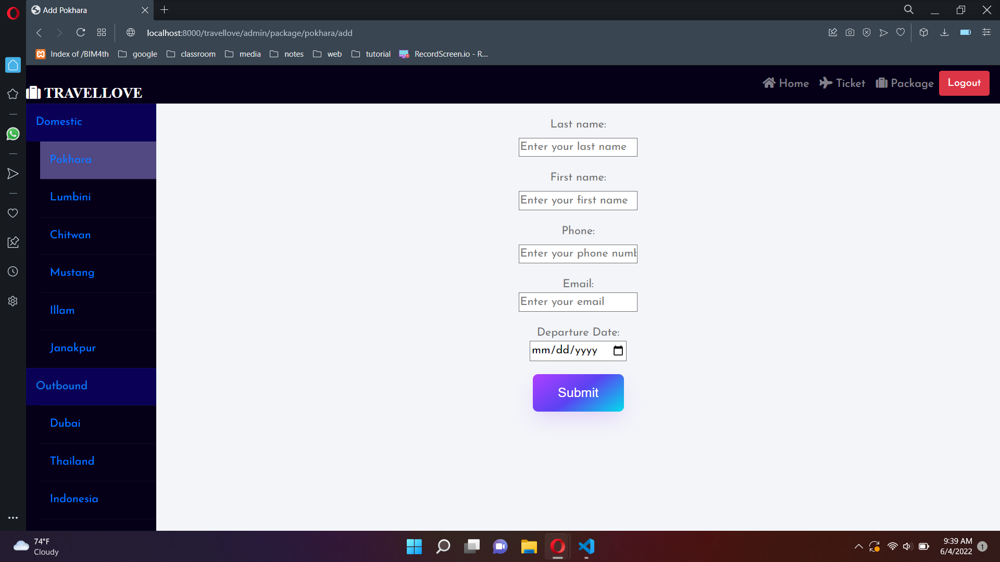 Add Pokhara
localhost:8000/travellove/admin/package/pokhara/add
Index of /BIM4th google classroom media notes web tutorial RecordScreen.io - R...
TRAVELLOVE
Home Ticket Package Logout
Domestic
Pokhara
Lumbini
Chitwan
Mustang
Illam
Janakpur
Outbound
Dubai
Thailand
Indonesia
Last name:
Enter your last name
First name:
Enter your first name
Phone:
Enter your phone numb
Email:
Enter your email
Departure Date:
mm/dd/yyyy
Submit
74°F
Cloudy
9:39 AM
6/4/2022
1